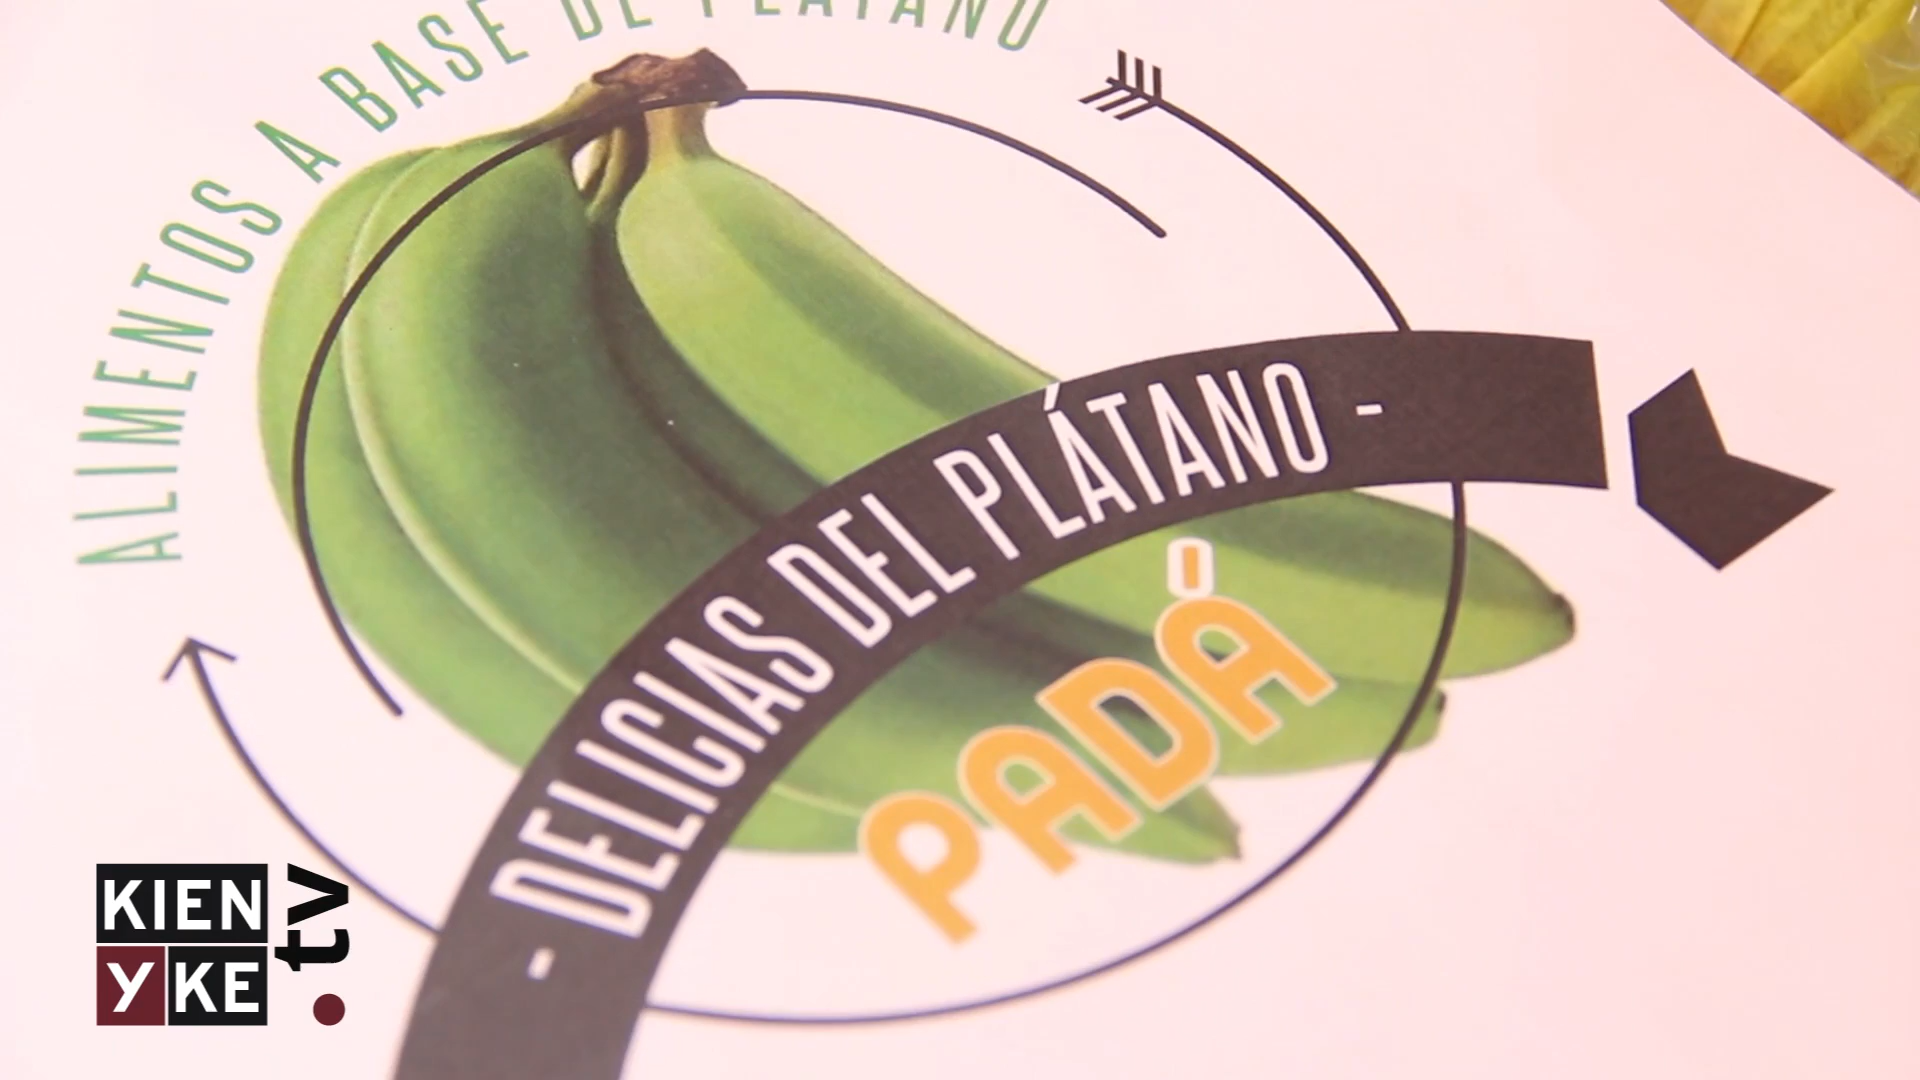 ALIMENTOS A BASE DE PLÁTANO
- DELICIAS DEL PLÁTANO -
PADÁ
KIEN
YKE
.tv